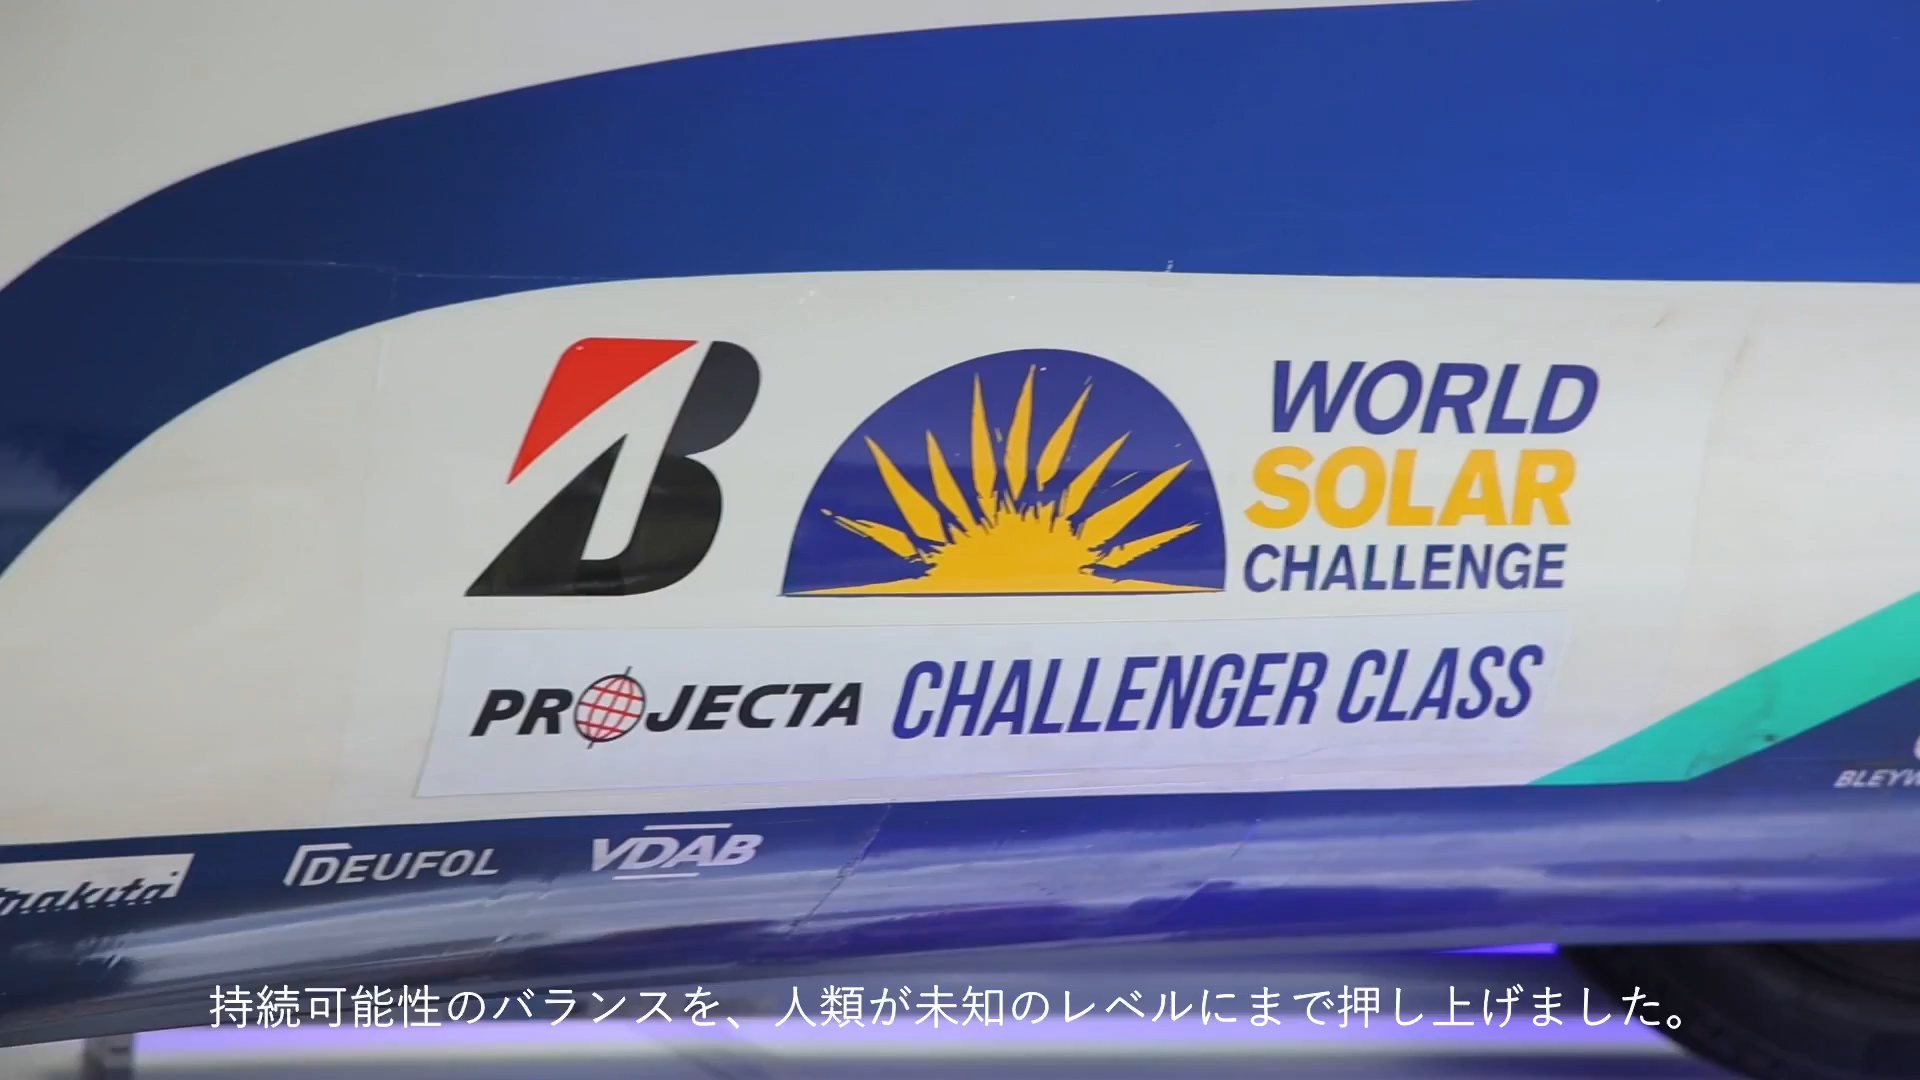 WORLD
SOLAR
CHALLENGE
PROJECTA CHALLENGER CLASS
makita
DEUFOL
VDAB
持続可能性のバランスを、人類が未知のレベルにまで押し上げました。